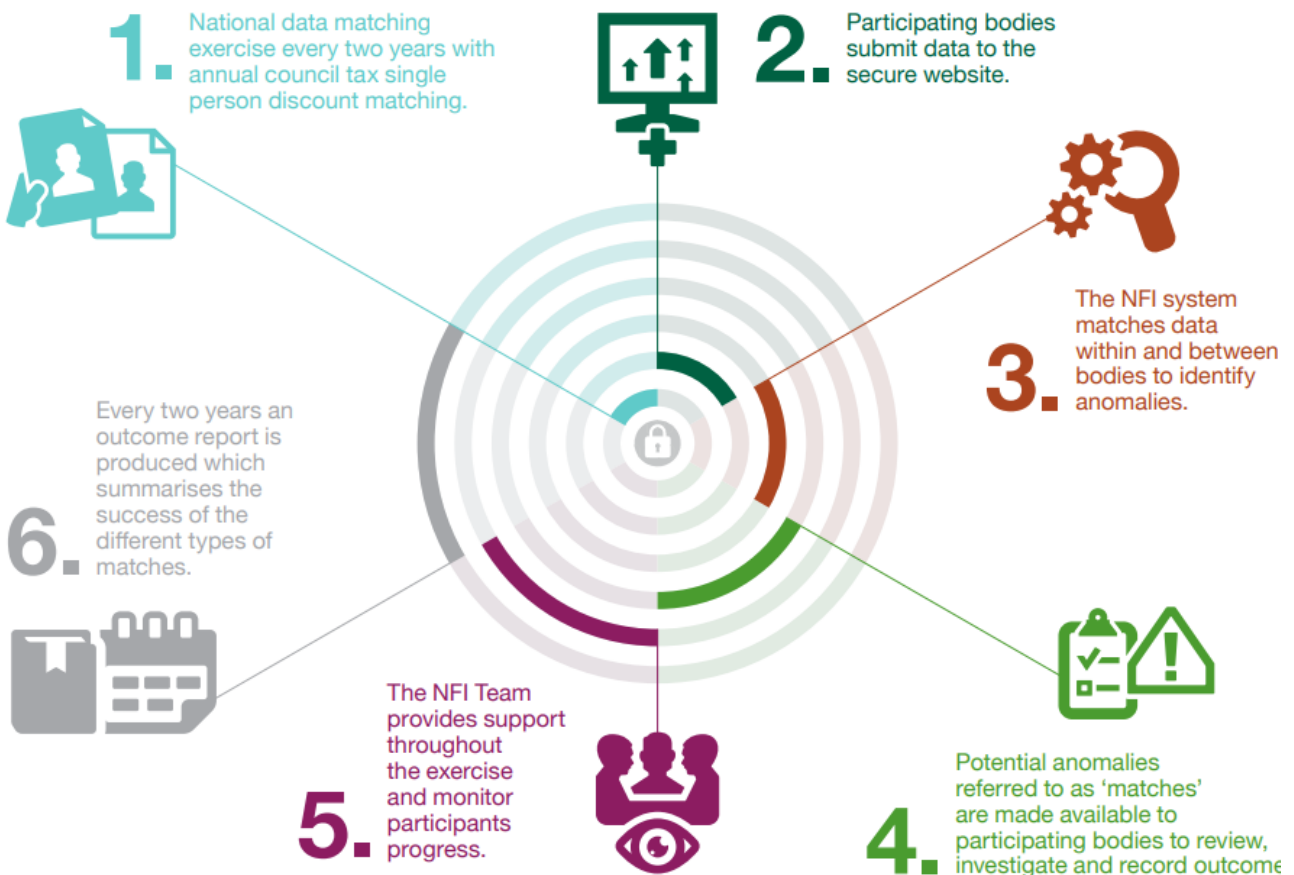 1.
National data matching
exercise every two years with
annual council tax single
person discount matching.
2.
Participating bodies
submit data to the
secure website.
3.
The NFI system
matches data
within and between
bodies to identify
anomalies.
4.
Potential anomalies
referred to as ‘matches’
are made available to
participating bodies to review,
investigate and record outcome
5.
The NFI Team
provides support
throughout
the exercise
and monitor
participants
progress.
6.
Every two years an
outcome report is
produced which
summarises the
success of the
different types of
matches.